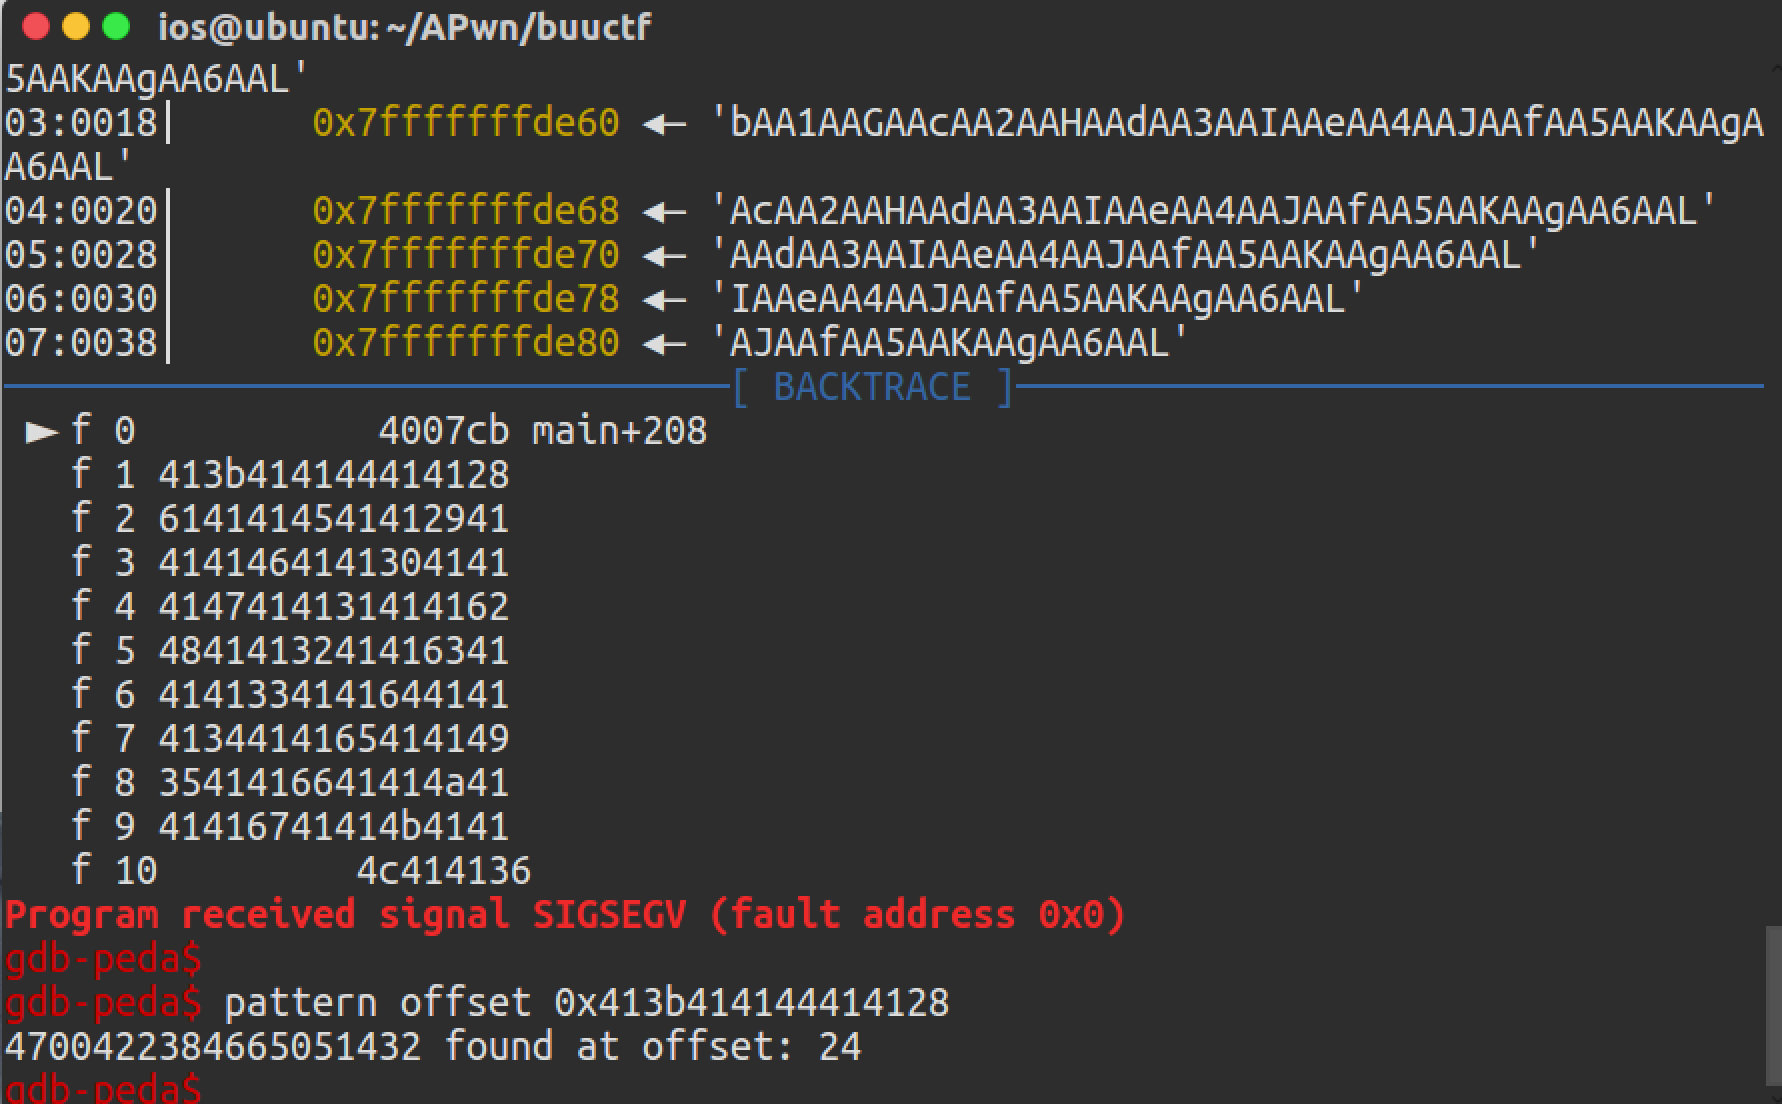 ios@ubuntu: ~/APwn/buuctf
5AAKAAgAA6AAL'
03:0018│ 0x7fffffffde60 ◂— 'bAA1AAGAAcAA2AAHAAdAA3AAIAAeAA4AAJAAfAA5AAKAAgA
A6AAL'
04:0020│ 0x7fffffffde68 ◂— 'AcAA2AAHAAdAA3AAIAAeAA4AAJAAfAA5AAKAAgAA6AAL'
05:0028│ 0x7fffffffde70 ◂— 'AAdAA3AAIAAeAA4AAJAAfAA5AAKAAgAA6AAL'
06:0030│ 0x7fffffffde78 ◂— 'IAAeAA4AAJAAfAA5AAKAAgAA6AAL'
07:0038│ 0x7fffffffde80 ◂— 'AJAAfAA5AAKAAgAA6AAL'
[ BACKTRACE ]
► f 0 4007cb main+208
f 1 413b414144414128
f 2 6141414541412941
f 3 4141464141304141
f 4 4147414131414162
f 5 4841413241416341
f 6 4141334141644141
f 7 4134414165414149
f 8 3541416641414a41
f 9 41416741414b4141
f 10 4c414136
Program received signal SIGSEGV (fault address 0x0)
gdb-peda$
gdb-peda$ pattern offset 0x413b414144414128
4700422384665051432 found at offset: 24
gdb-peda$